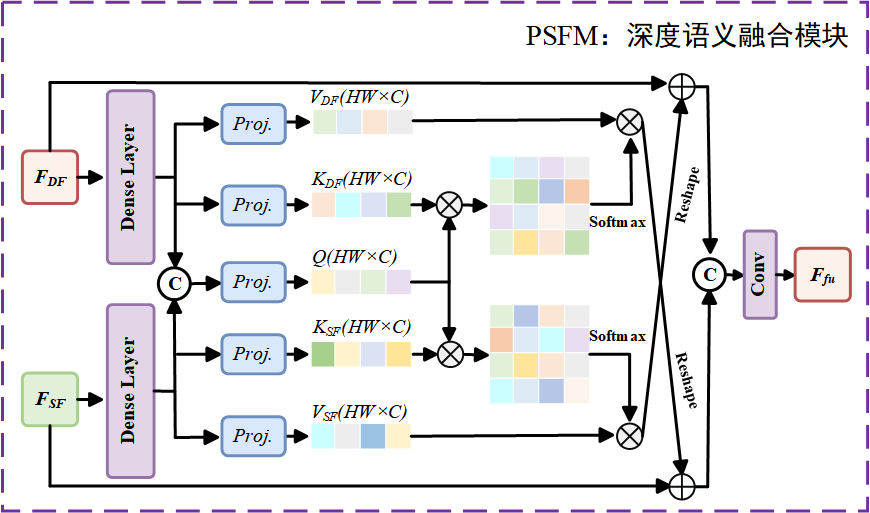 PSFM：深度语义融合模块
V_DF(HW×C)
Proj.
Dense Layer
F_DF
K_DF(HW×C)
Proj.
Softmax
Reshape
Q(HW×C)
Proj.
C
C
Conv
F_fu
K_SF(HW×C)
Proj.
Softmax
Reshape
Dense Layer
F_SF
V_SF(HW×C)
Proj.